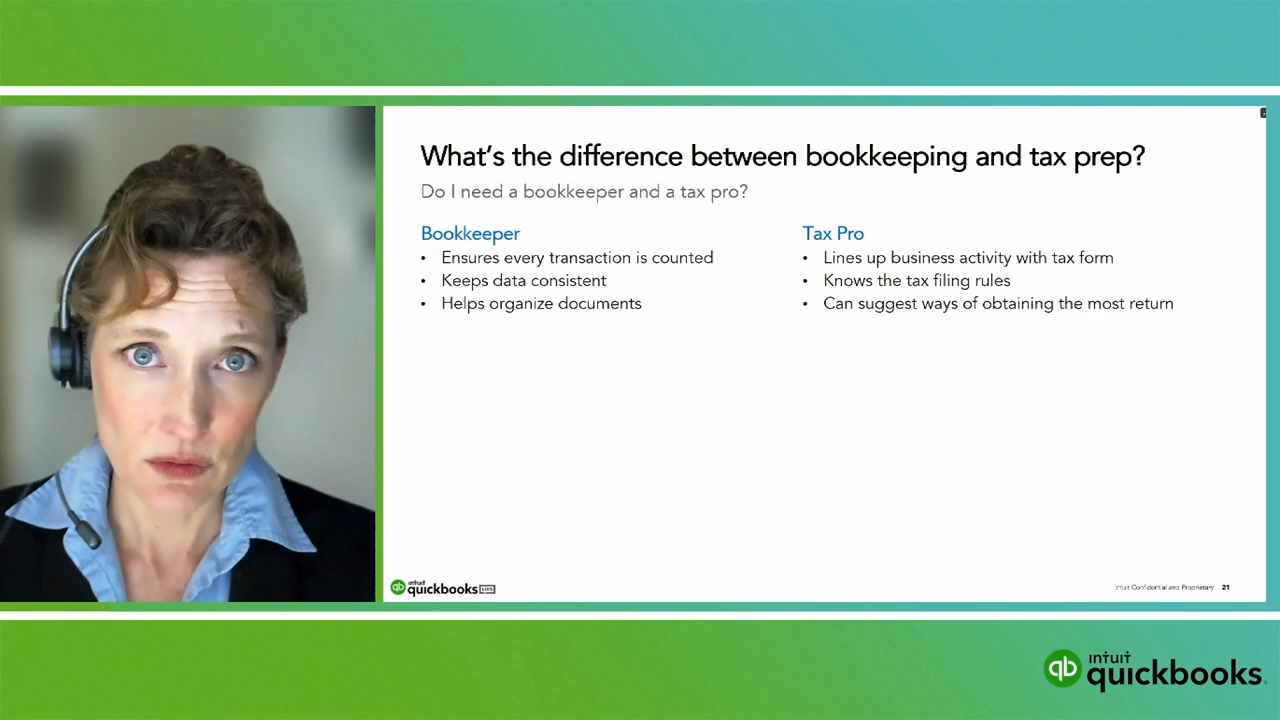 What's the difference between bookkeeping and tax prep?
Do I need a bookkeeper and a tax pro?
Bookkeeper
• Ensures every transaction is counted
• Keeps data consistent
• Helps organize documents
Tax Pro
• Lines up business activity with tax form
• Knows the tax filing rules
• Can suggest ways of obtaining the most return
qb intuit quickbooks LIVE
Intuit Confidential and Proprietary 21
qb intuit quickbooks.